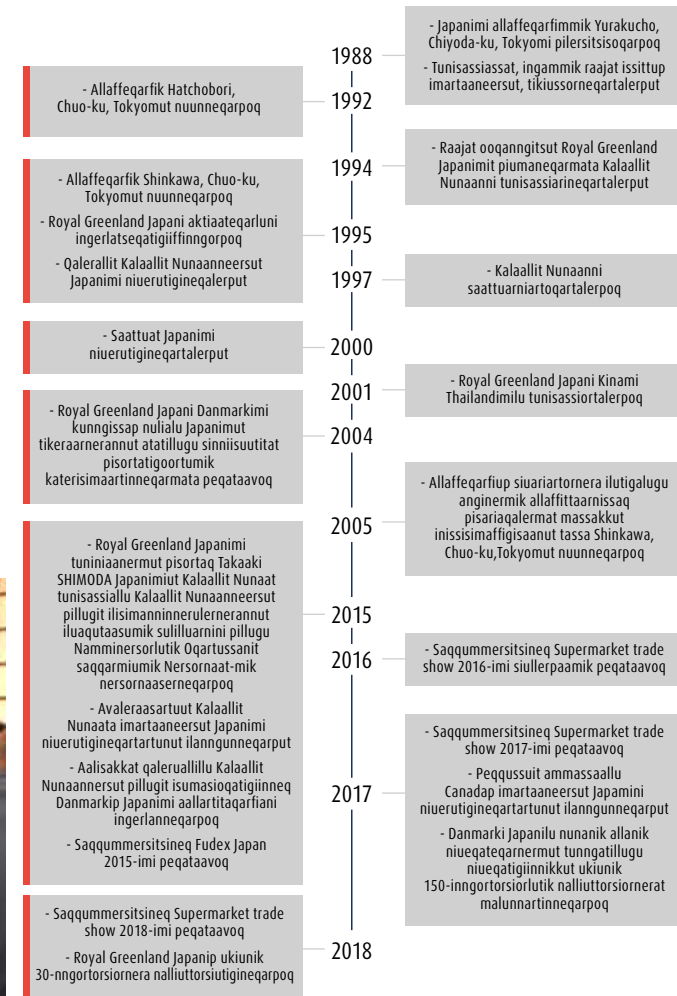 1988
- Japanimi allaffeqarfimmik Yurakucho,
Chiyoda-ku, Tokyomi pilersitsisoqarpoq
- Tunisassiassat, ingammik raajat issittup
imartaaneersut, tikiussorneqartalerput
1992
- Allaffeqarfik Hatchobori,
Chuo-ku, Tokyomut nuunneqarpoq
1994
- Raajat ooqanngitsut Royal Greenland
Japanimit piumaneqarmata Kalaallit
Nunaanni tunisassiarineqartalerput
1995
- Allaffeqarfik Shinkawa, Chuo-ku,
Tokyomut nuunneqarpoq
- Royal Greenland Japani aktiaateqarluni
ingerlatseqatigiiffinngorpoq
- Qalerallit Kalaallit Nunaanneersut
Japanimi niuerutigineqalerput
1997
- Kalaallit Nunaanni
saattuarniartoqartalerpoq
2000
- Saattuat Japanimi
niuerutigineqartalerput
2001
- Royal Greenland Japani Kinami
Thailandimilu tunisassiortalerpoq
2004
- Royal Greenland Japani Danmarkimi
kunngissap nulialu Japanimut
tikeraarnerannut atatillugu sinniisuutitat
pisortatigoortumik
katerisimaartinneqarmata peqataavoq
2005
- Allaffeqarfiup siuariartornera ilutigalugu
anginermik allaffittaarnissaq
pisariaqalermat massakkut
inissisimaffigisaanut tassa Shinkawa,
Chuo-ku,Tokyomut nuunneqarpoq
2015
- Royal Greenland Japanimi
tuniniaanermut pisortaq Takaaki
SHIMODA Japanimiut Kalaallit Nunaat
tunisassiallu Kalaallit Nunaanneersut
pillugit ilisimanninnerulernerannut
iluaqutaasumik sulilluarnini pillugu
Namminersorlutik Oqartussanit
saqqarmiumik Nersornaat-mik
nersornaaserneqarpoq
- Avaleraasartuut Kalaallit
Nunaata imartaaneersut Japanimi
niuerutigineqartartunut ilanngunneqarput
- Aalisakkat qaleruallillu Kalaallit
Nunaannersut pillugit isumasioqatigiinneq
Danmarkip Japanimi aallartitaqarfiani
ingerlanneqarpoq
- Saqqummersitsineq Fudex Japan
2015-imi peqataavoq
2016
- Saqqummersitsineq Supermarket trade
show 2016-imi siullerpaamik peqataavoq
2017
- Saqqummersitsineq Supermarket trade
show 2017-imi peqataavoq
- Peqqussuit ammassaallu
Canadap imartaaneersut Japamini
niuerutigineqartartunut ilanngunneqarput
- Danmarki Japanilu nunanik allanik
niueqateqarnermut tunngatillugu
niueqatigiinnikkut ukiunik
150-inngortorsiorlutik nalliuttorsiornerat
malunnartinneqarpoq
2018
- Saqqummersitsineq Supermarket trade
show 2018-imi peqataavoq
- Royal Greenland Japanip ukiunik
30-nngortorsiornera nalliuttorsiutigineqarpoq